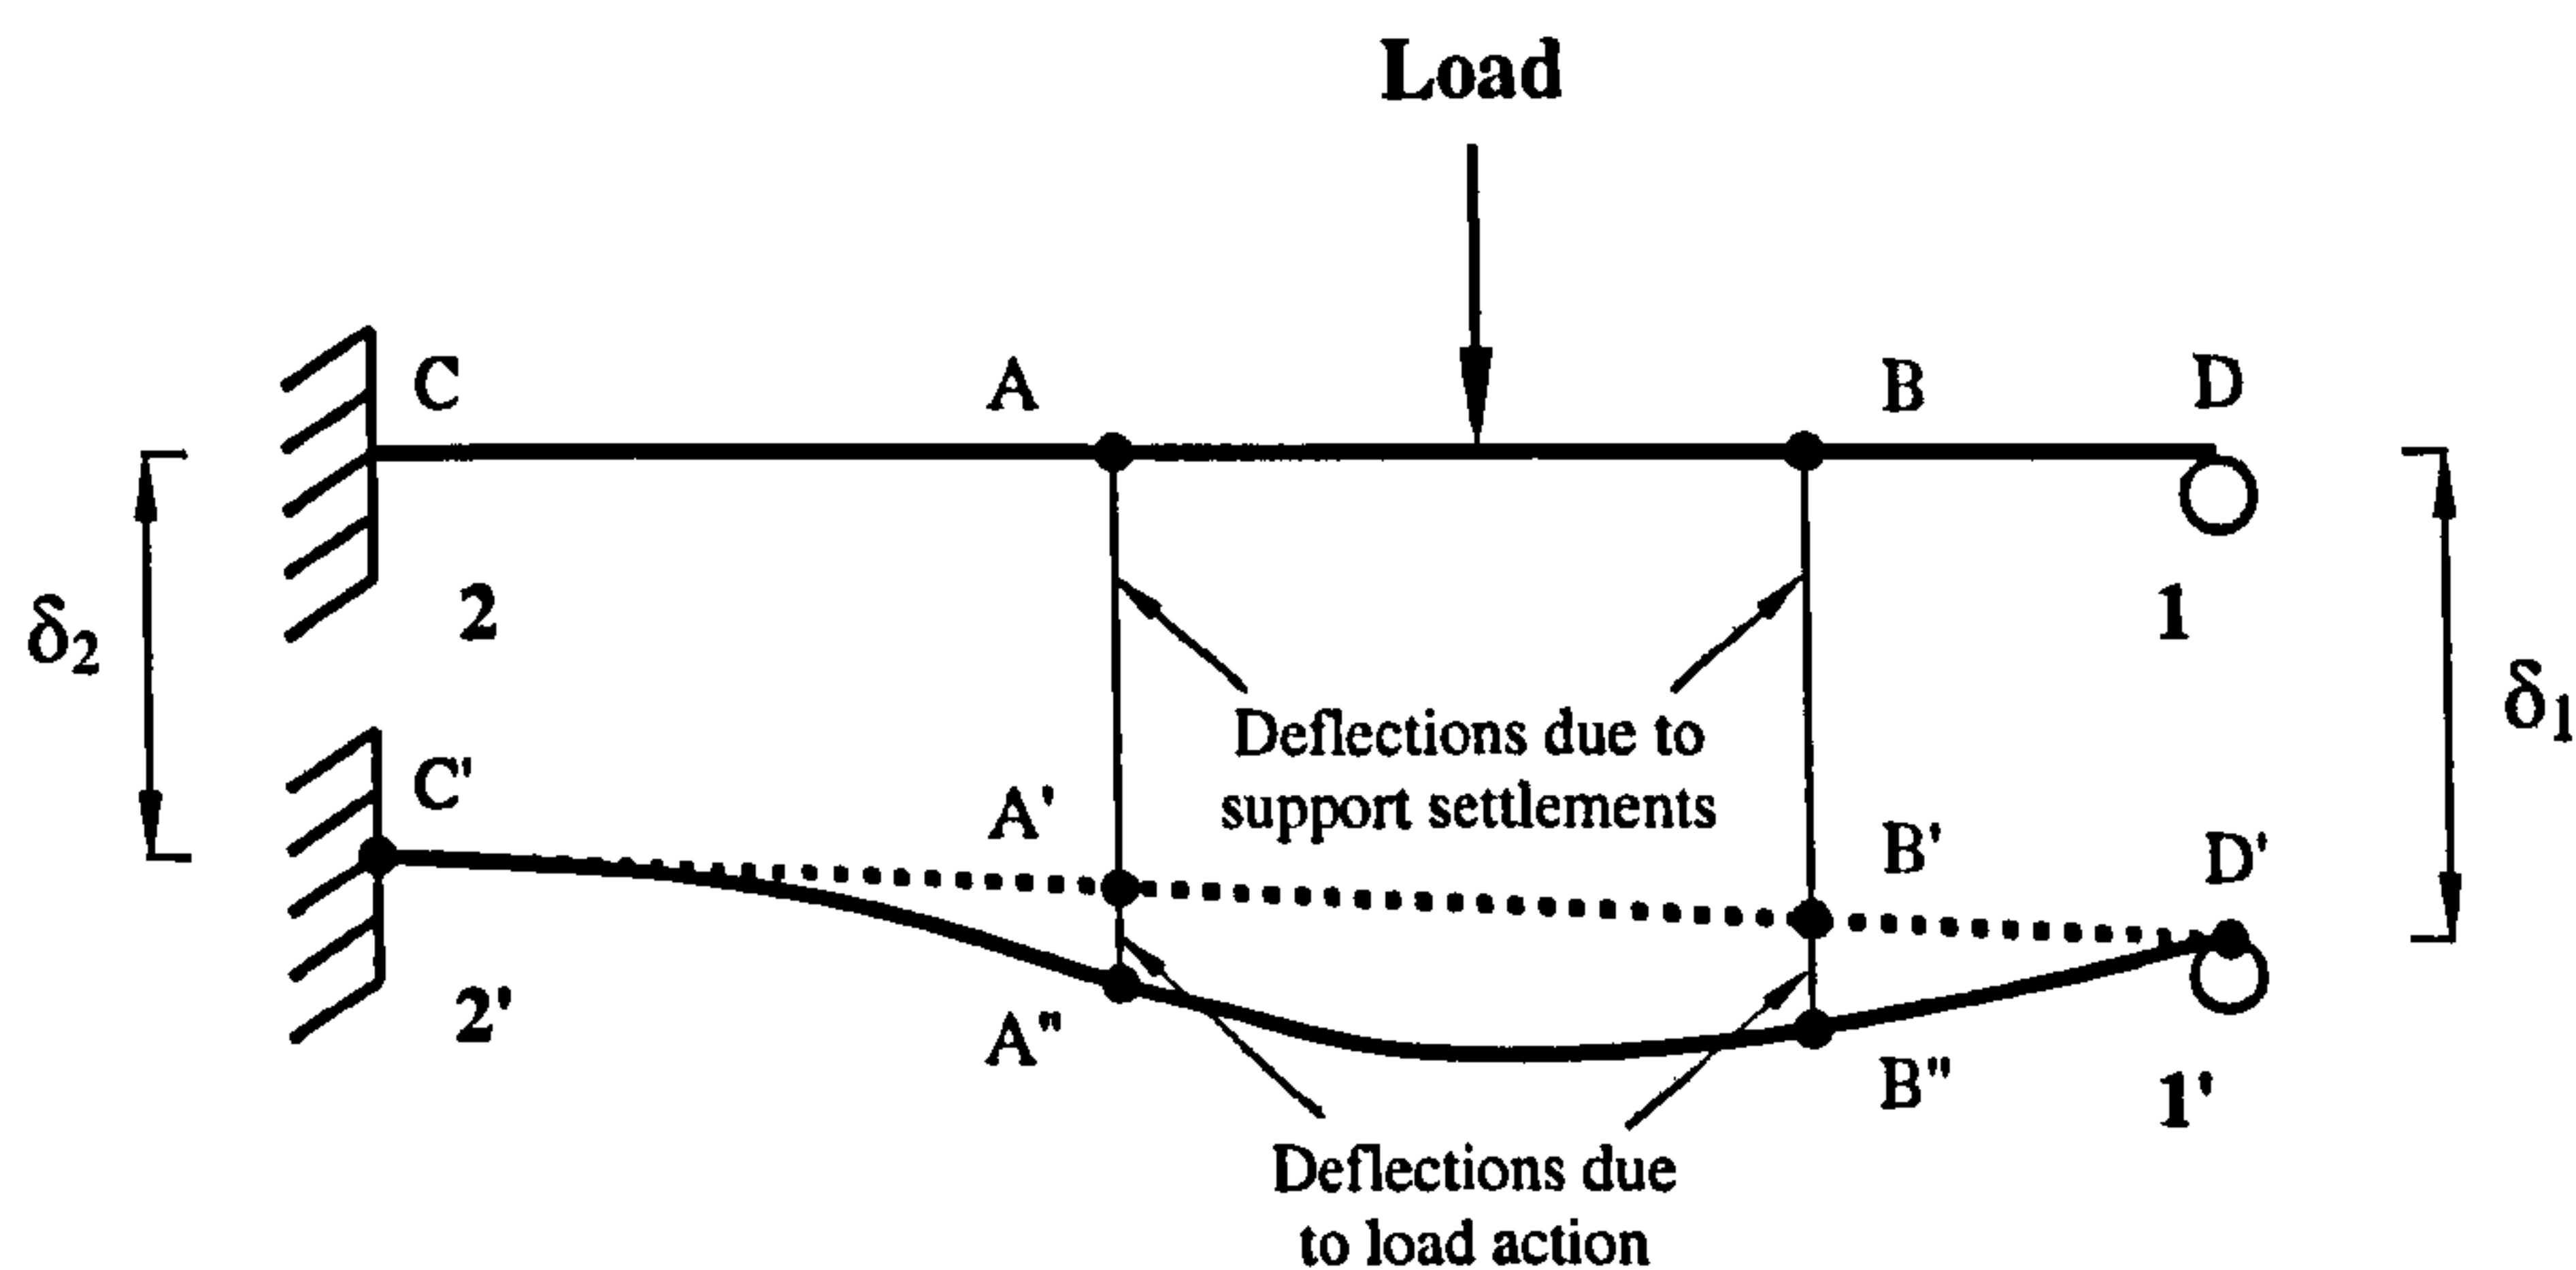 Load
C
A
B
D
2
1
δ2
δ1
Deflections due to
support settlements
C'
A'
B'
D'
2'
A"
B"
1'
Deflections due
to load action